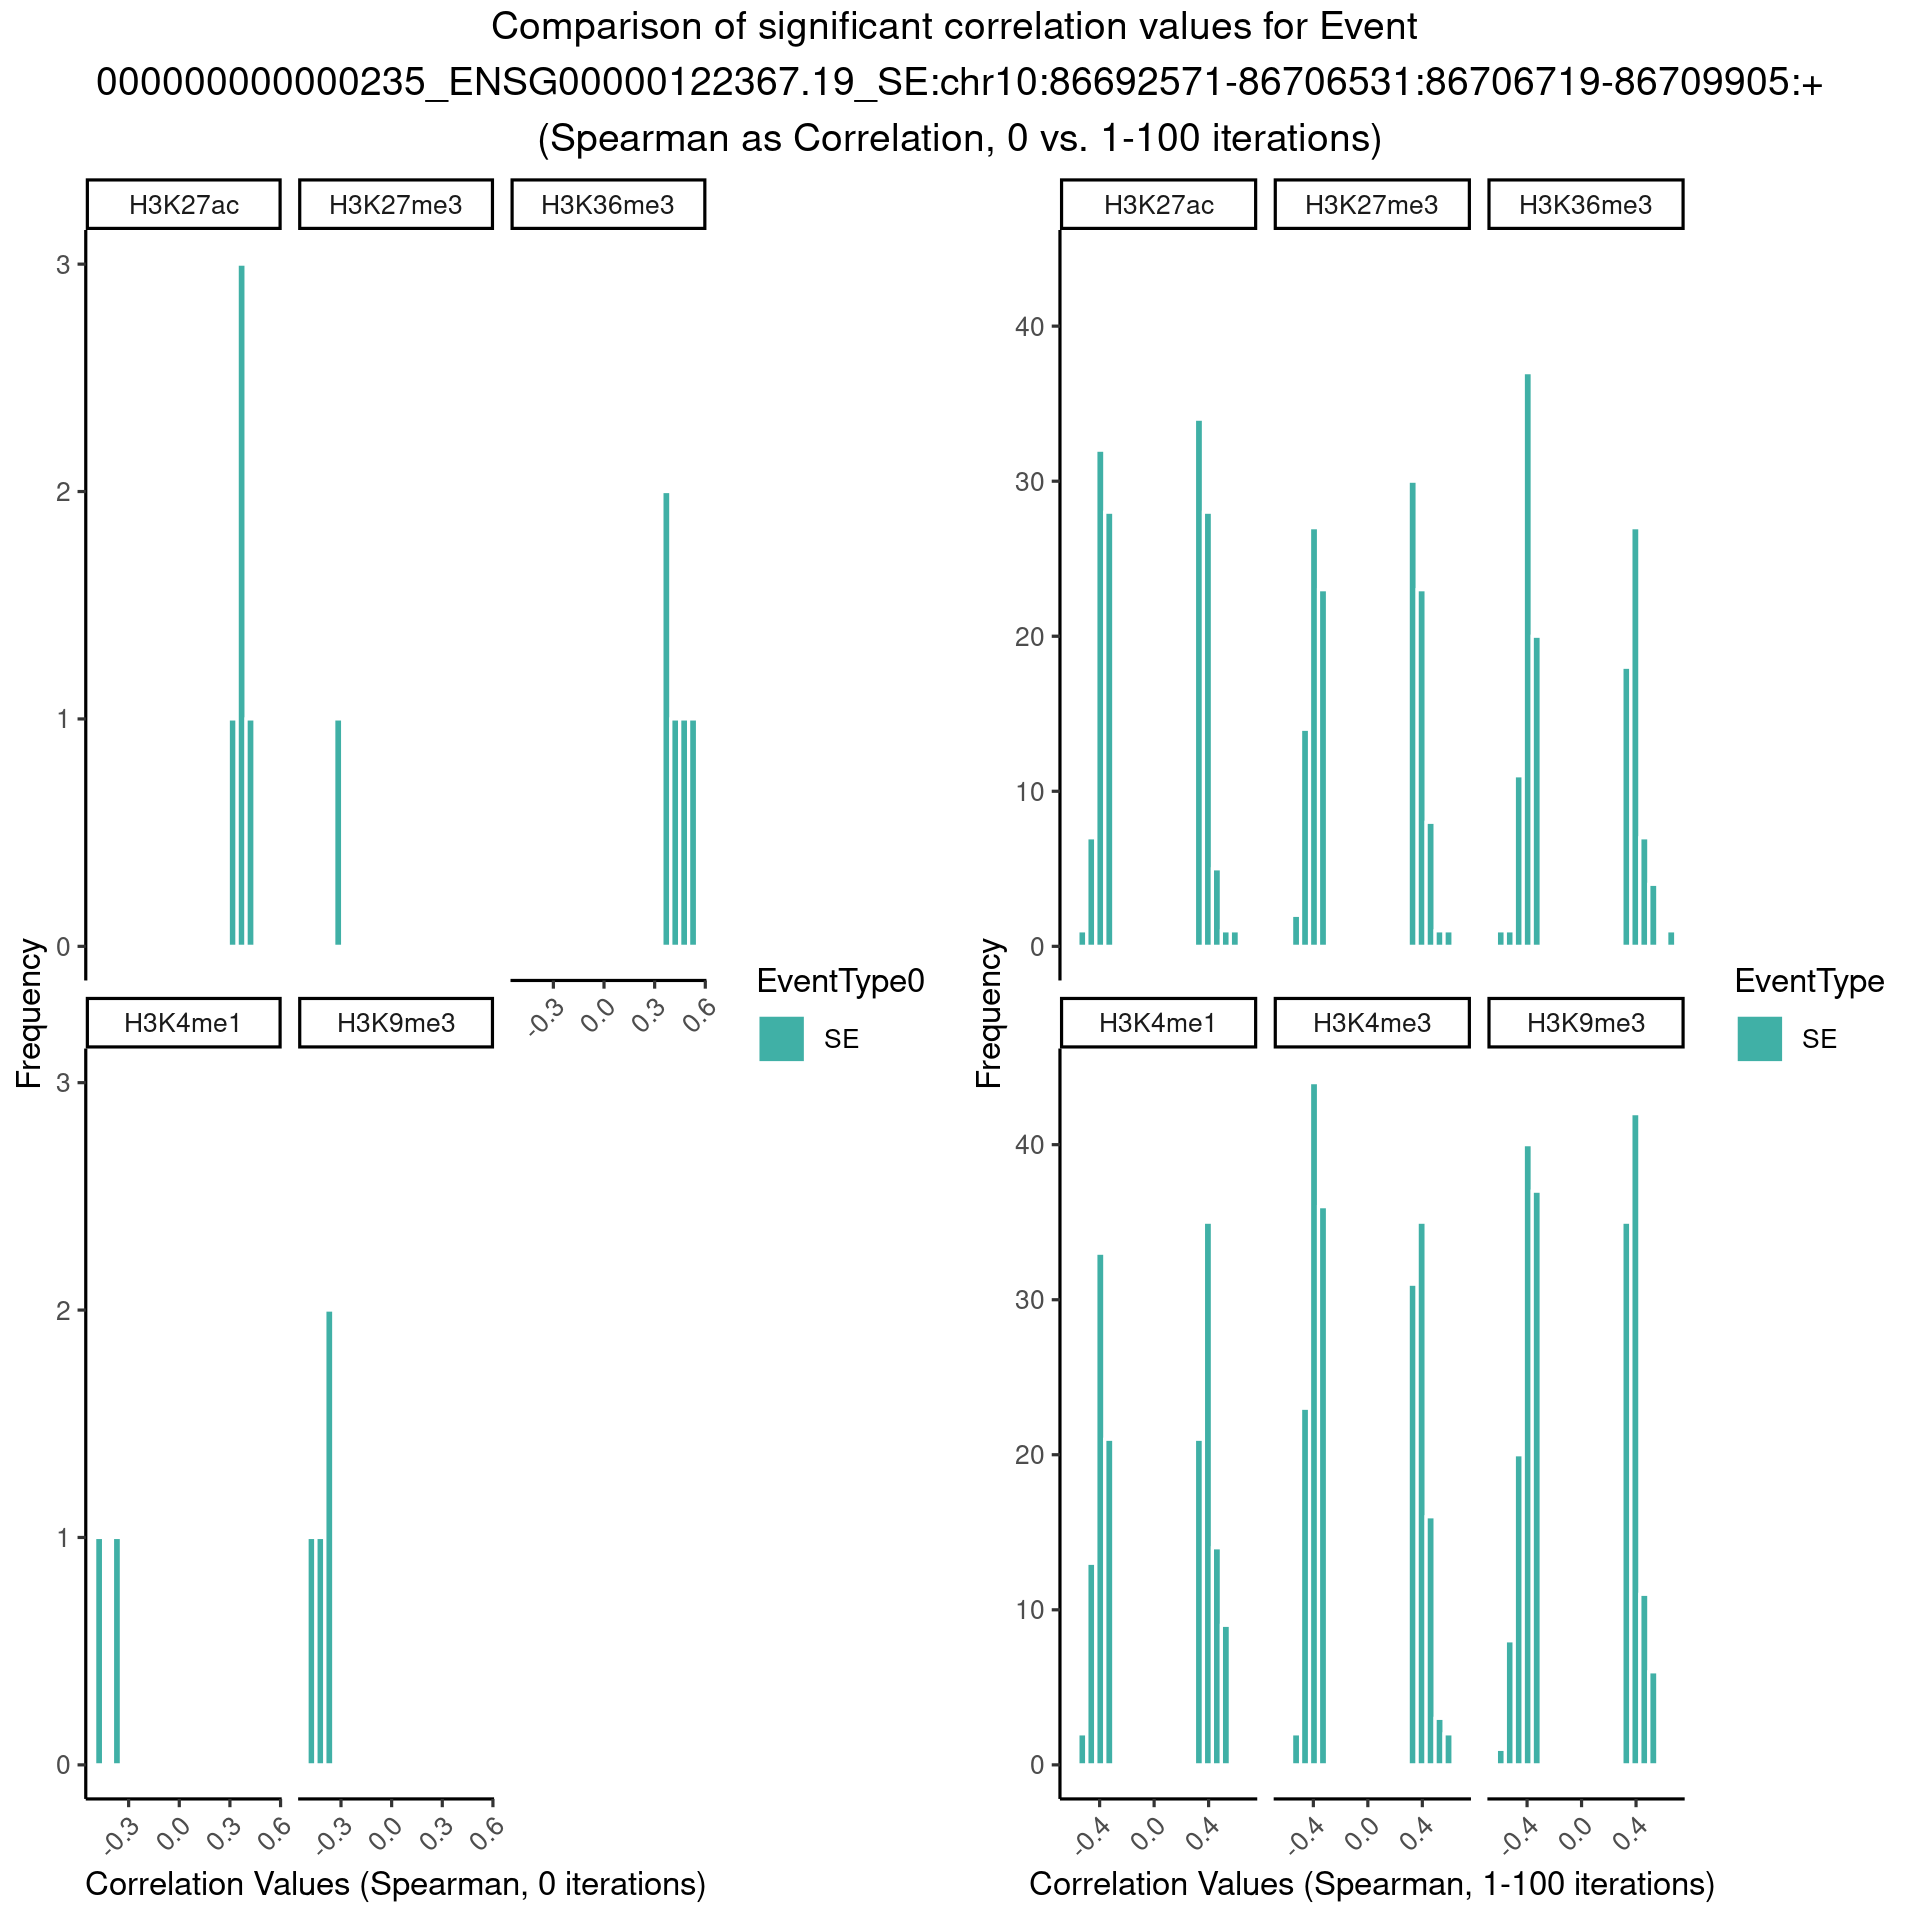 Comparison of significant correlation values for Event
000000000000235_ENSG00000122367.19_SE:chr10:86692571-86706531:86706719-86709905:+
(Spearman as Correlation, 0 vs. 1-100 iterations)
H3K27ac H3K27me3 H3K36me3
3
2
1
0
-0.3 0.0 0.3 0.6
H3K4me1 H3K9me3
3
2
1
0
-0.3 0.0 0.3 0.6 -0.3 0.0 0.3 0.6
Frequency
Correlation Values (Spearman, 0 iterations)
EventType0
SE
H3K27ac H3K27me3 H3K36me3
40
30
20
10
0
H3K4me1 H3K4me3 H3K9me3
40
30
20
10
0
-0.4 0.0 0.4 -0.4 0.0 0.4 -0.4 0.0 0.4
Frequency
Correlation Values (Spearman, 1-100 iterations)
EventType
SE